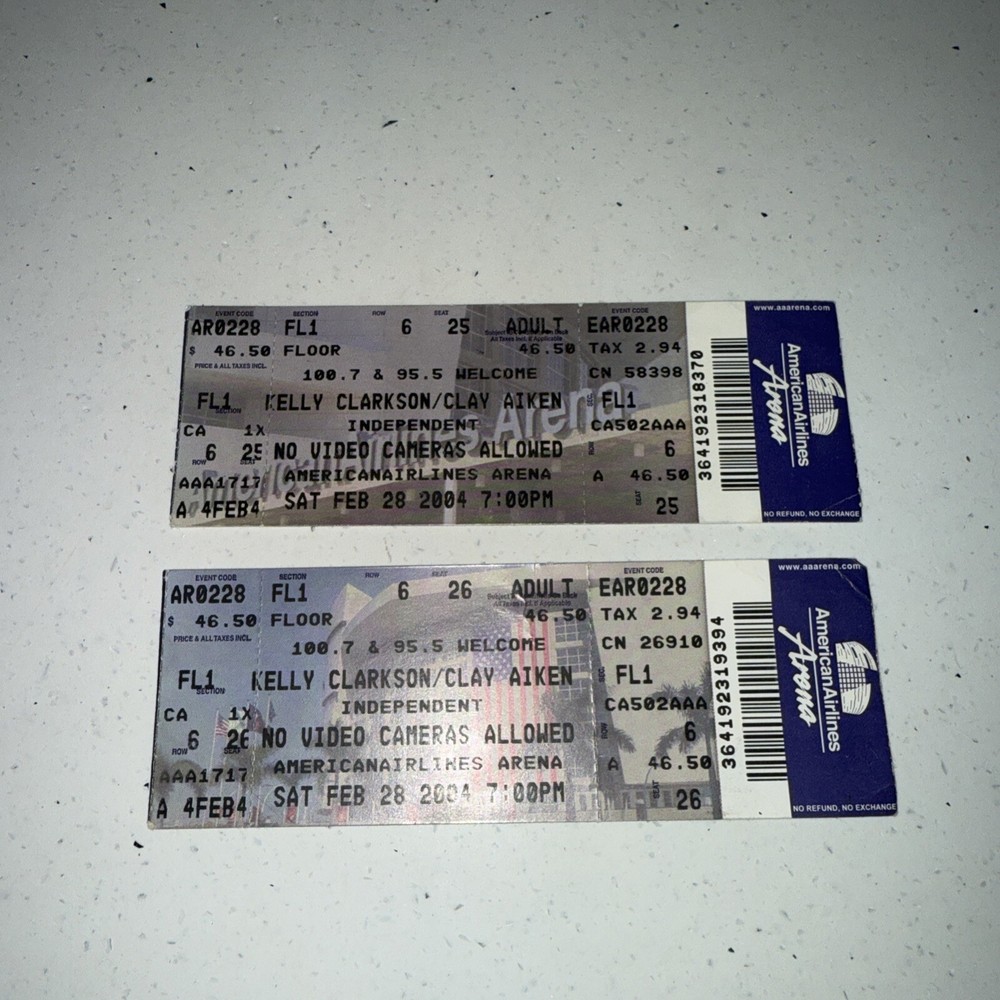 EVENT CODE SECTION ROW SEAT EVENT CODE
AR0228 FL1 6 25 ADULT EAR0228
$ 46.50 FLOOR 46.50 TAX 2.94
PRICE & ALL TAXES INCL.
100.7 & 95.5 WELCOME CN 58398
FL1 KELLY CLARKSON/CLAY AIKEN FL1
SECTION
CA 1X INDEPENDENT CA502AAA
6 25 NO VIDEO CAMERAS ALLOWED 6
AAA1717 AMERICANAIRLINES ARENA A 46.50
A 4FEB4 SAT FEB 28 2004 7:00PM SEAT 25
364192318370
www.aaarena.com
AmericanAirlines
Arena
NO REFUND, NO EXCHANGE
EVENT CODE SECTION ROW SEAT EVENT CODE
AR0228 FL1 6 26 ADULT EAR0228
$ 46.50 FLOOR 46.50 TAX 2.94
PRICE & ALL TAXES INCL.
100.7 & 95.5 WELCOME CN 26910
FL1 KELLY CLARKSON/CLAY AIKEN FL1
SECTION
CA 1X INDEPENDENT CA502AAA
ROW 6 26 NO VIDEO CAMERAS ALLOWED 6
AAA1717 AMERICANAIRLINES ARENA A 46.50
A 4FEB4 SAT FEB 28 2004 7:00PM 26
364192319394
www.aaarena.com
AmericanAirlines
Arena
NO REFUND, NO EXCHANGE